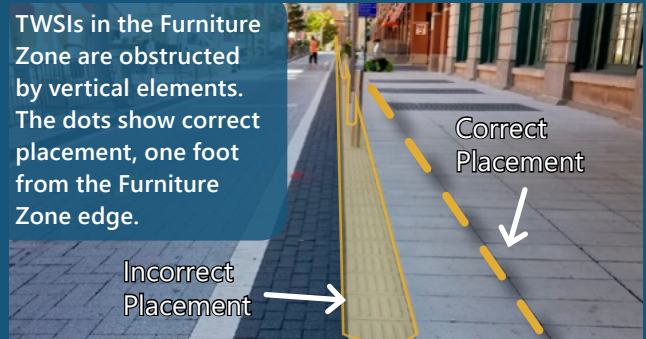 TWSIs in the Furniture
Zone are obstructed
by vertical elements.
The dots show correct
placement, one foot
from the Furniture
Zone edge.
Correct
Placement
Incorrect
Placement